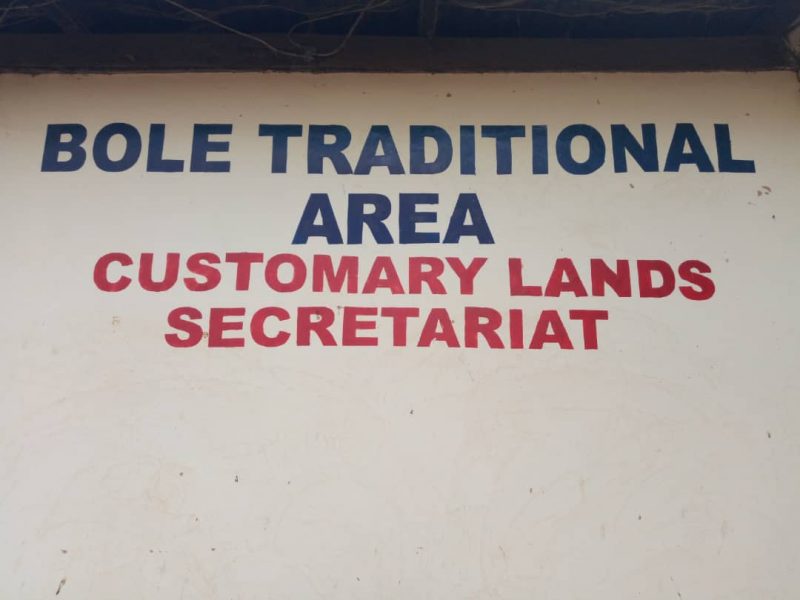 BOLE TRADITIONAL
AREA
CUSTOMARY LANDS
SECRETARIAT